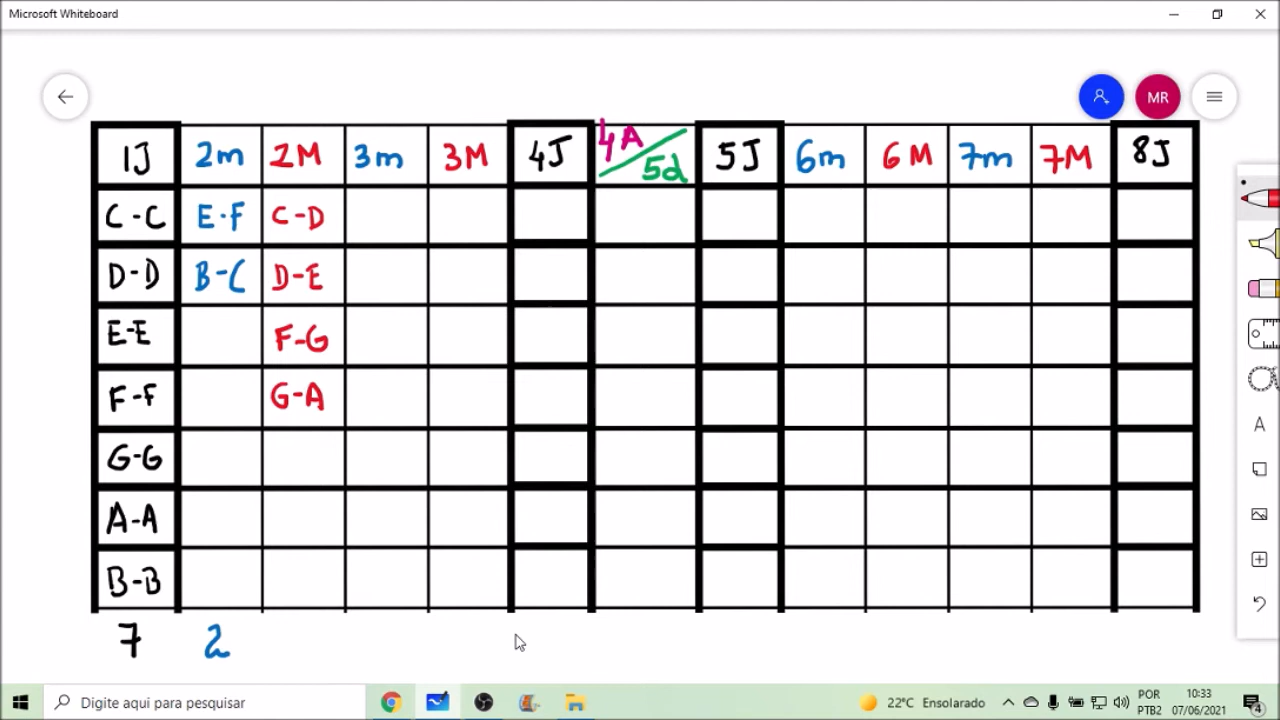 Microsoft Whiteboard
MR
1J 2m 2M 3m 3M 4J 4A/5d 5J 6m 6M 7m 7M 8J
C-C E-F C-D
D-D B-C D-E
E-E F-G
F-F G-A
G-G
A-A
B-B
7 2
A
Digite aqui para pesquisar 22°C Ensolarado POR 10:33
PTB2 07/06/2021 4